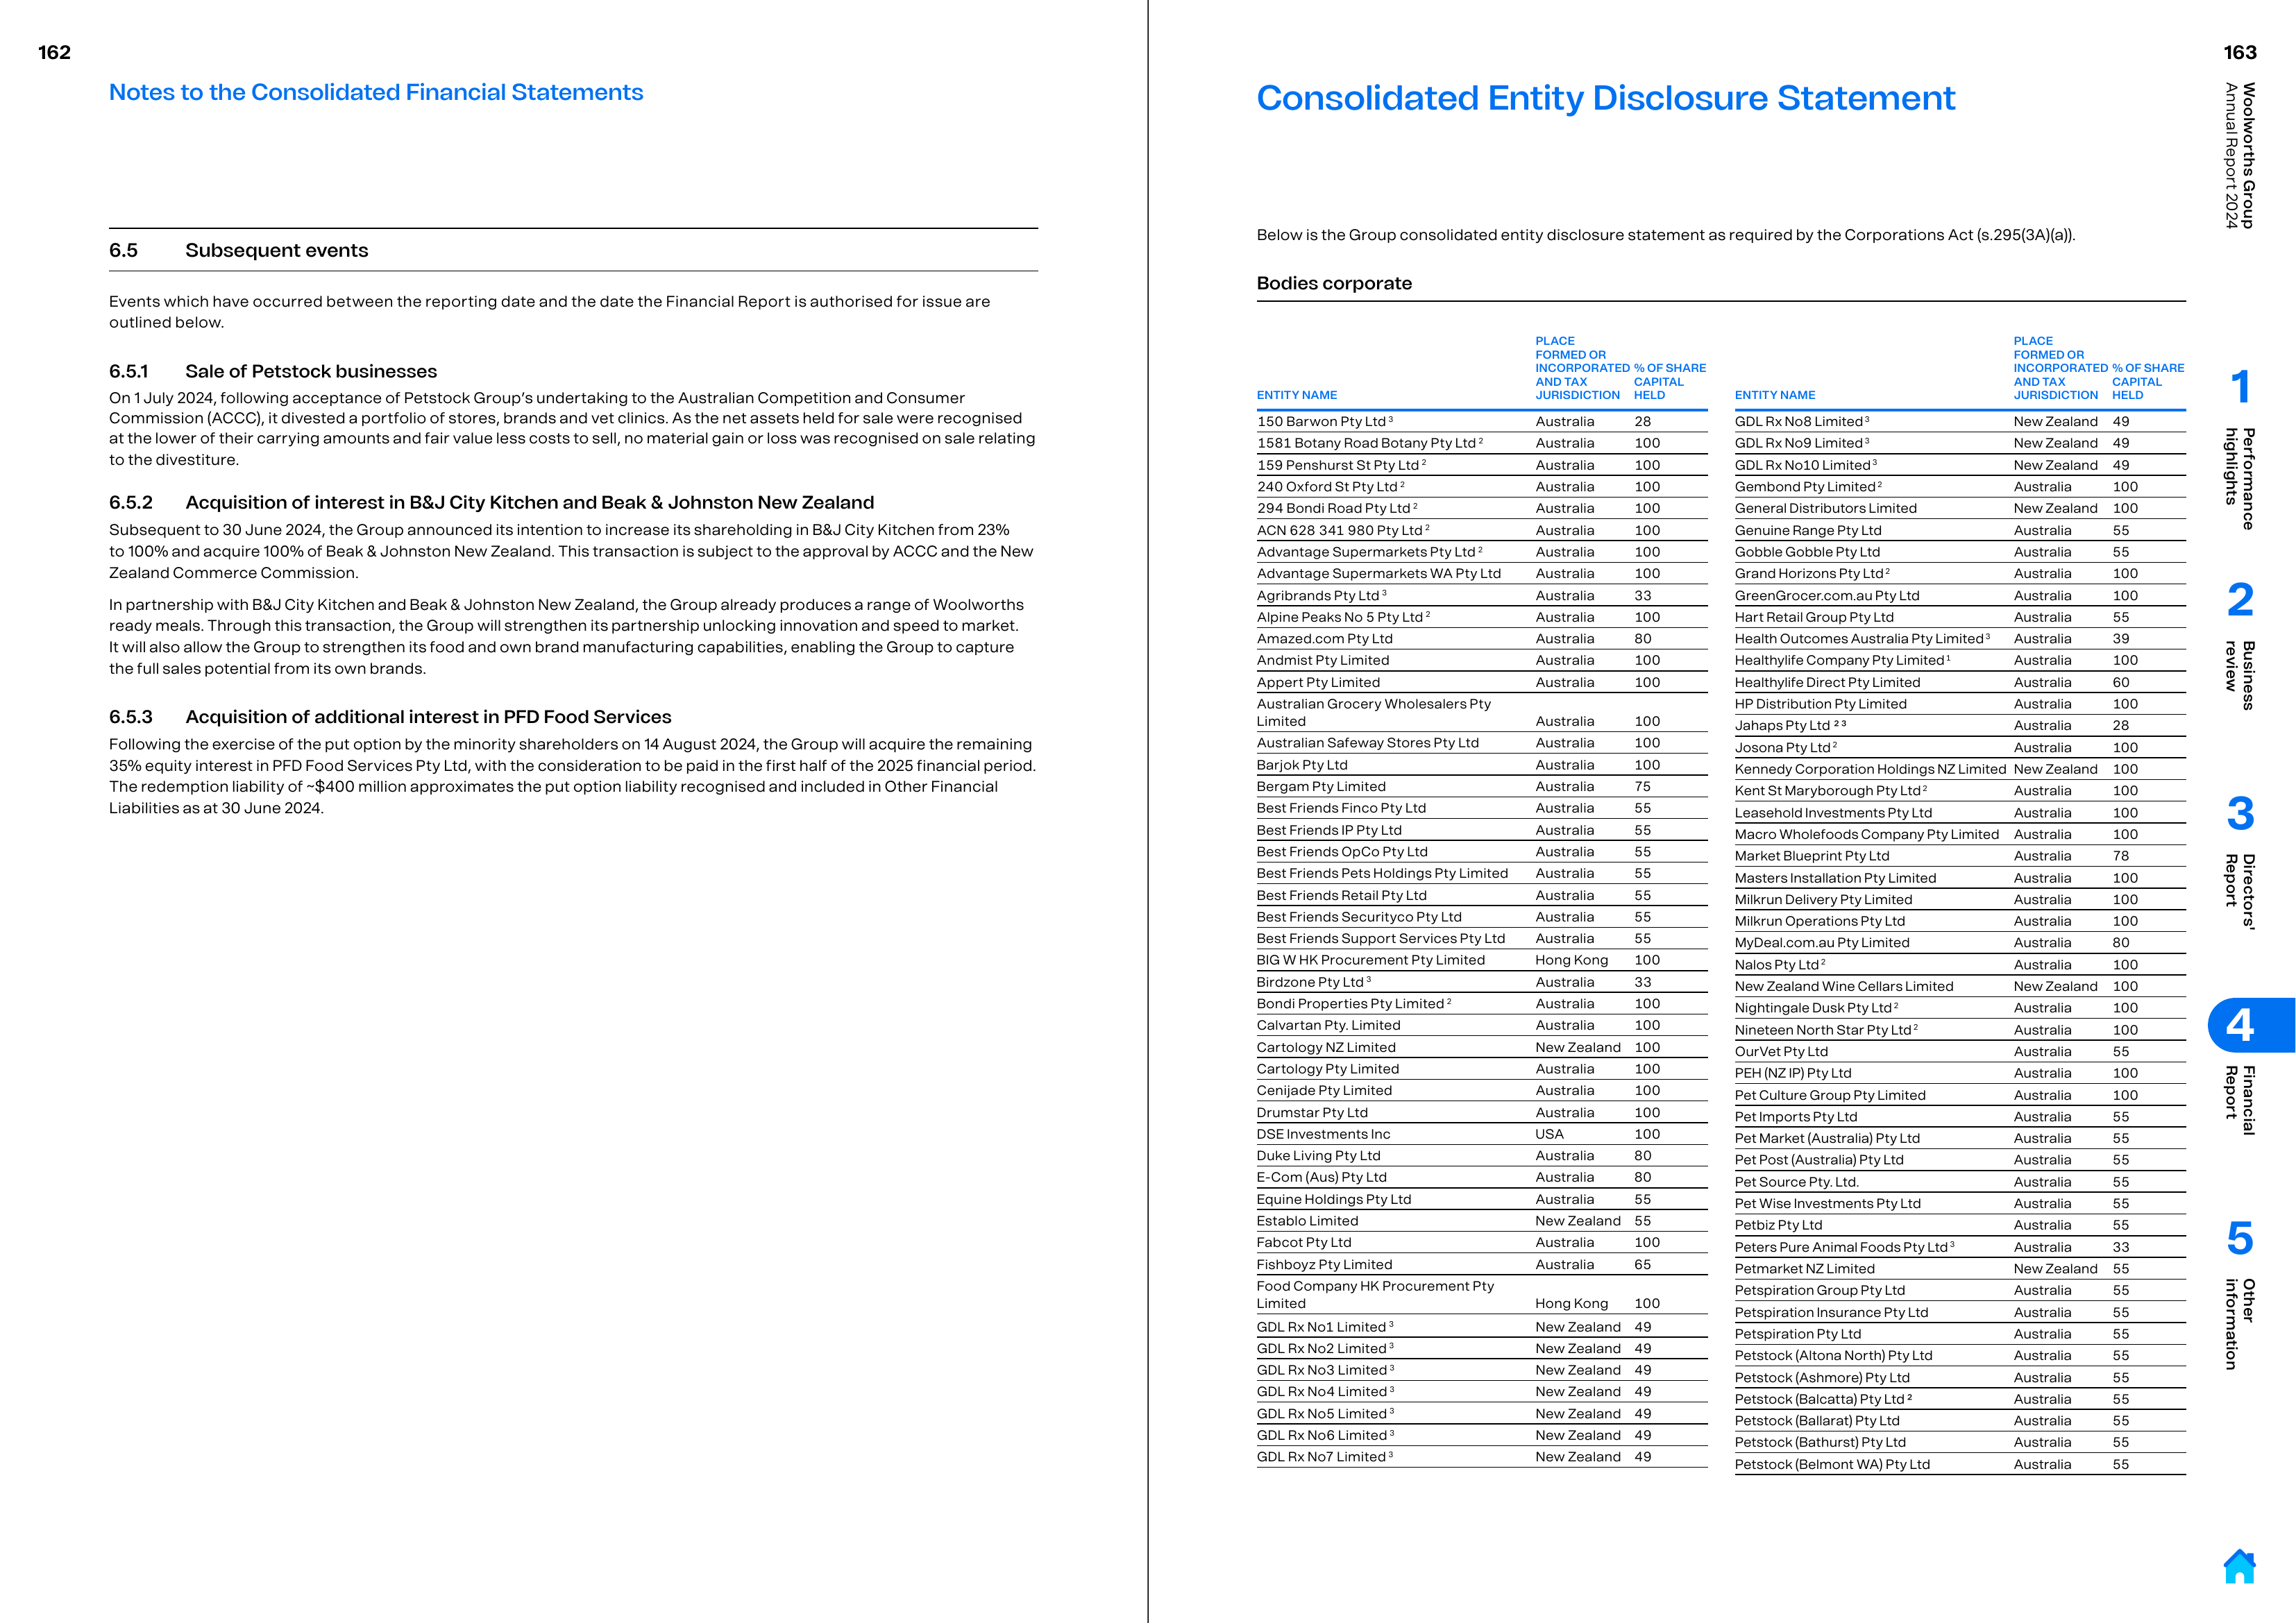 162
Notes to the Consolidated Financial Statements
6.5 Subsequent events
Events which have occurred between the reporting date and the date the Financial Report is authorised for issue are
outlined below.
6.5.1 Sale of Petstock businesses
On 1 July 2024, following acceptance of Petstock Group’s undertaking to the Australian Competition and Consumer
Commission (ACCC), it divested a portfolio of stores, brands and vet clinics. As the net assets held for sale were recognised
at the lower of their carrying amounts and fair value less costs to sell, no material gain or loss was recognised on sale relating
to the divestiture.
6.5.2 Acquisition of interest in B&J City Kitchen and Beak & Johnston New Zealand
Subsequent to 30 June 2024, the Group announced its intention to increase its shareholding in B&J City Kitchen from 23%
to 100% and acquire 100% of Beak & Johnston New Zealand. This transaction is subject to the approval by ACCC and the New
Zealand Commerce Commission.
In partnership with B&J City Kitchen and Beak & Johnston New Zealand, the Group already produces a range of Woolworths
ready meals. Through this transaction, the Group will strengthen its partnership unlocking innovation and speed to market.
It will also allow the Group to strengthen its food and own brand manufacturing capabilities, enabling the Group to capture
the full sales potential from its own brands.
6.5.3 Acquisition of additional interest in PFD Food Services
Following the exercise of the put option by the minority shareholders on 14 August 2024, the Group will acquire the remaining
35% equity interest in PFD Food Services Pty Ltd, with the consideration to be paid in the first half of the 2025 financial period.
The redemption liability of ~$400 million approximates the put option liability recognised and included in Other Financial
Liabilities as at 30 June 2024.
163
Consolidated Entity Disclosure Statement
Below is the Group consolidated entity disclosure statement as required by the Corporations Act (s.295(3A)(a)).
Bodies corporate
ENTITY NAME PLACE FORMED OR INCORPORATED AND TAX JURISDICTION % OF SHARE CAPITAL HELD
150 Barwon Pty Ltd ³ Australia 28
1581 Botany Road Botany Pty Ltd ² Australia 100
159 Penshurst St Pty Ltd ² Australia 100
240 Oxford St Pty Ltd ² Australia 100
294 Bondi Road Pty Ltd ² Australia 100
ACN 628 341 980 Pty Ltd ² Australia 100
Advantage Supermarkets Pty Ltd ² Australia 100
Advantage Supermarkets WA Pty Ltd Australia 100
Agribrands Pty Ltd ³ Australia 33
Alpine Peaks No 5 Pty Ltd ² Australia 100
Amazed.com Pty Ltd Australia 80
Andmist Pty Limited Australia 100
Appert Pty Limited Australia 100
Australian Grocery Wholesalers Pty
Limited Australia 100
Australian Safeway Stores Pty Ltd Australia 100
Barjok Pty Ltd Australia 100
Bergam Pty Limited Australia 75
Best Friends Finco Pty Ltd Australia 55
Best Friends IP Pty Ltd Australia 55
Best Friends OpCo Pty Ltd Australia 55
Best Friends Pets Holdings Pty Limited Australia 55
Best Friends Retail Pty Ltd Australia 55
Best Friends Securityco Pty Ltd Australia 55
Best Friends Support Services Pty Ltd Australia 55
BIG W HK Procurement Pty Limited Hong Kong 100
Birdzone Pty Ltd ³ Australia 33
Bondi Properties Pty Limited ² Australia 100
Calvartan Pty. Limited Australia 100
Cartology NZ Limited New Zealand 100
Cartology Pty Limited Australia 100
Cenijade Pty Limited Australia 100
Drumstar Pty Ltd Australia 100
DSE Investments Inc USA 100
Duke Living Pty Ltd Australia 80
E-Com (Aus) Pty Ltd Australia 80
Equine Holdings Pty Ltd Australia 55
Establo Limited New Zealand 55
Fabcot Pty Ltd Australia 100
Fishboyz Pty Limited Australia 65
Food Company HK Procurement Pty
Limited Hong Kong 100
GDL Rx No1 Limited ³ New Zealand 49
GDL Rx No2 Limited ³ New Zealand 49
GDL Rx No3 Limited ³ New Zealand 49
GDL Rx No4 Limited ³ New Zealand 49
GDL Rx No5 Limited ³ New Zealand 49
GDL Rx No6 Limited ³ New Zealand 49
GDL Rx No7 Limited ³ New Zealand 49
ENTITY NAME PLACE FORMED OR INCORPORATED AND TAX JURISDICTION % OF SHARE CAPITAL HELD
GDL Rx No8 Limited ³ New Zealand 49
GDL Rx No9 Limited ³ New Zealand 49
GDL Rx No10 Limited ³ New Zealand 49
Gembond Pty Limited ² Australia 100
General Distributors Limited New Zealand 100
Genuine Range Pty Ltd Australia 55
Gobble Gobble Pty Ltd Australia 55
Grand Horizons Pty Ltd ² Australia 100
GreenGrocer.com.au Pty Ltd Australia 100
Hart Retail Group Pty Ltd Australia 55
Health Outcomes Australia Pty Limited ³ Australia 39
Healthylife Company Pty Limited ¹ Australia 100
Healthylife Direct Pty Limited Australia 60
HP Distribution Pty Limited Australia 100
Jahaps Pty Ltd ² ³ Australia 28
Josona Pty Ltd ² Australia 100
Kennedy Corporation Holdings NZ Limited New Zealand 100
Kent St Maryborough Pty Ltd ² Australia 100
Leasehold Investments Pty Ltd Australia 100
Macro Wholefoods Company Pty Limited Australia 100
Market Blueprint Pty Ltd Australia 78
Masters Installation Pty Limited Australia 100
Milkrun Delivery Pty Limited Australia 100
Milkrun Operations Pty Ltd Australia 100
MyDeal.com.au Pty Limited Australia 80
Nalos Pty Ltd ² Australia 100
New Zealand Wine Cellars Limited New Zealand 100
Nightingale Dusk Pty Ltd ² Australia 100
Nineteen North Star Pty Ltd ² Australia 100
OurVet Pty Ltd Australia 55
PEH (NZ IP) Pty Ltd Australia 100
Pet Culture Group Pty Limited Australia 100
Pet Imports Pty Ltd Australia 55
Pet Market (Australia) Pty Ltd Australia 55
Pet Post (Australia) Pty Ltd Australia 55
Pet Source Pty. Ltd. Australia 55
Pet Wise Investments Pty Ltd Australia 55
Petbiz Pty Ltd Australia 55
Peters Pure Animal Foods Pty Ltd ³ Australia 33
Petmarket NZ Limited New Zealand 55
Petspiration Group Pty Ltd Australia 55
Petspiration Insurance Pty Ltd Australia 55
Petspiration Pty Ltd Australia 55
Petstock (Altona North) Pty Ltd Australia 55
Petstock (Ashmore) Pty Ltd Australia 55
Petstock (Balcatta) Pty Ltd ² Australia 55
Petstock (Ballarat) Pty Ltd Australia 55
Petstock (Bathurst) Pty Ltd Australia 55
Petstock (Belmont WA) Pty Ltd Australia 55
Woolworths Group
Annual Report 2024
1
Performance
highlights
2
Business
review
3
Directors'
Report
4
Financial
Report
5
Other
information